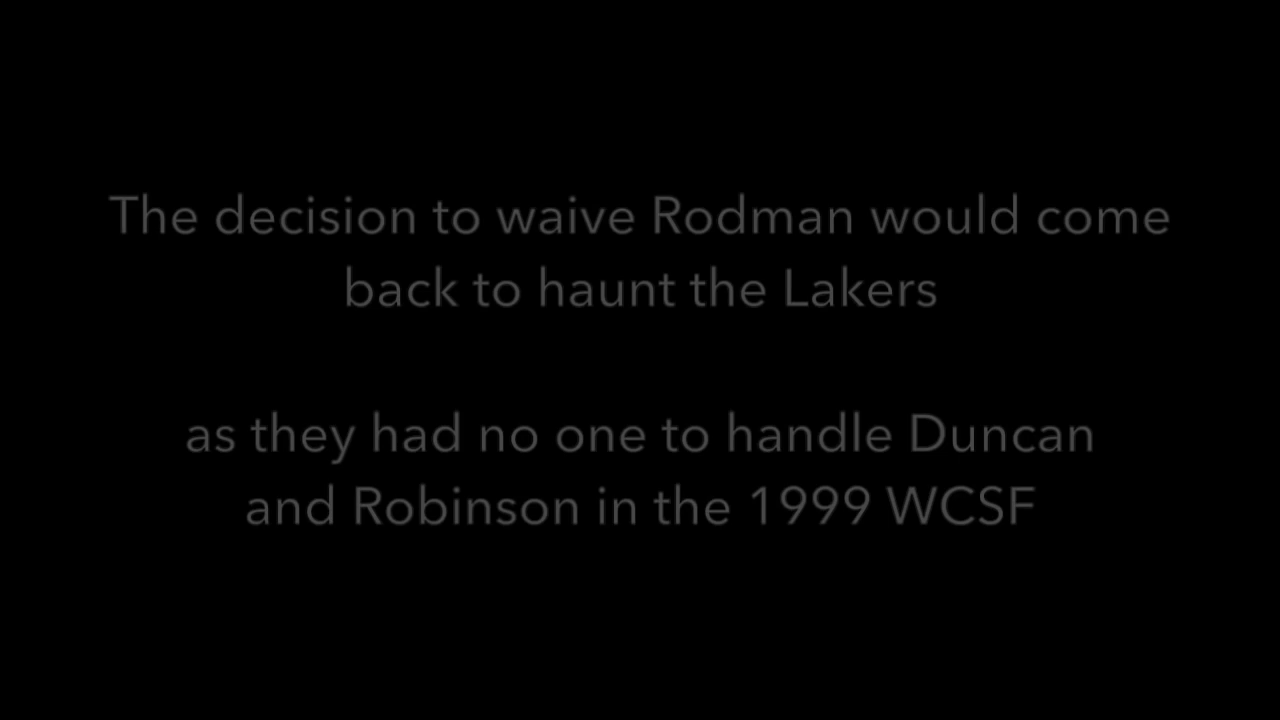 The decision to waive Rodman would come
back to haunt the Lakers
as they had no one to handle Duncan
and Robinson in the 1999 WCSF